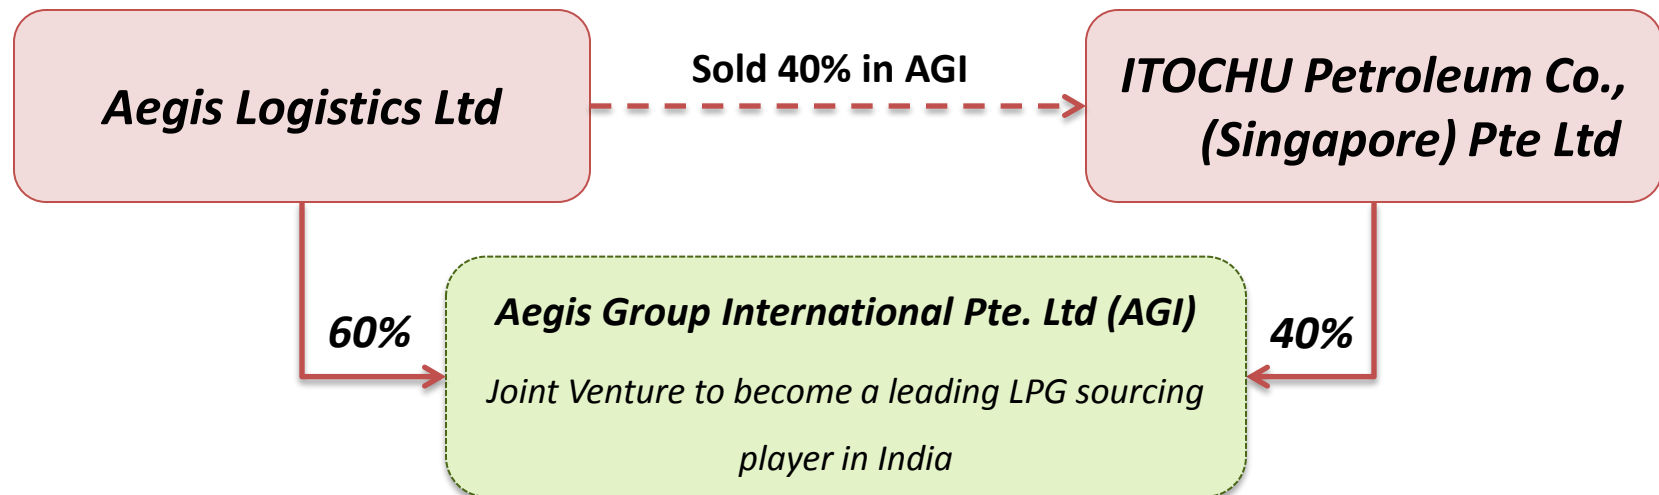 Aegis Logistics Ltd
Sold 40% in AGI
ITOCHU Petroleum Co.,
(Singapore) Pte Ltd
60%
Aegis Group International Pte. Ltd (AGI)
Joint Venture to become a leading LPG sourcing
player in India
40%